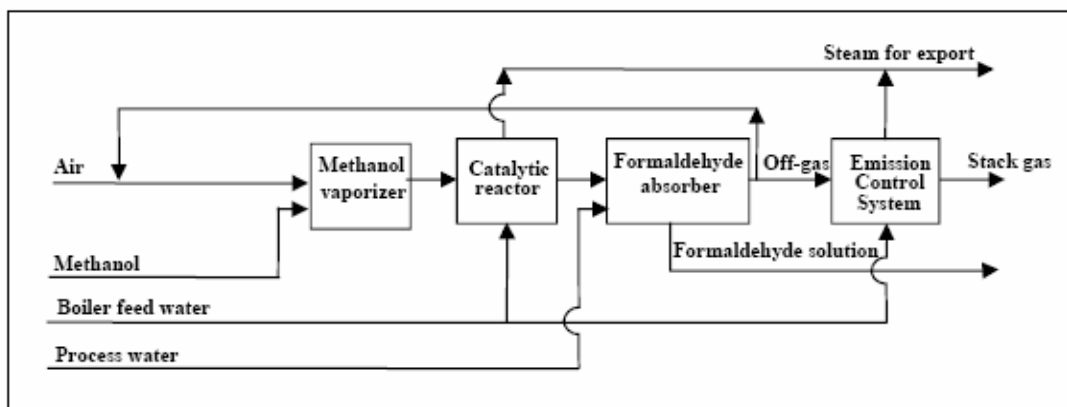 Steam for export
Air
Methanol
vaporizer
Catalytic
reactor
Formaldehyde
absorber
Off-gas
Emission
Control
System
Stack gas
Methanol
Formaldehyde solution
Boiler feed water
Process water